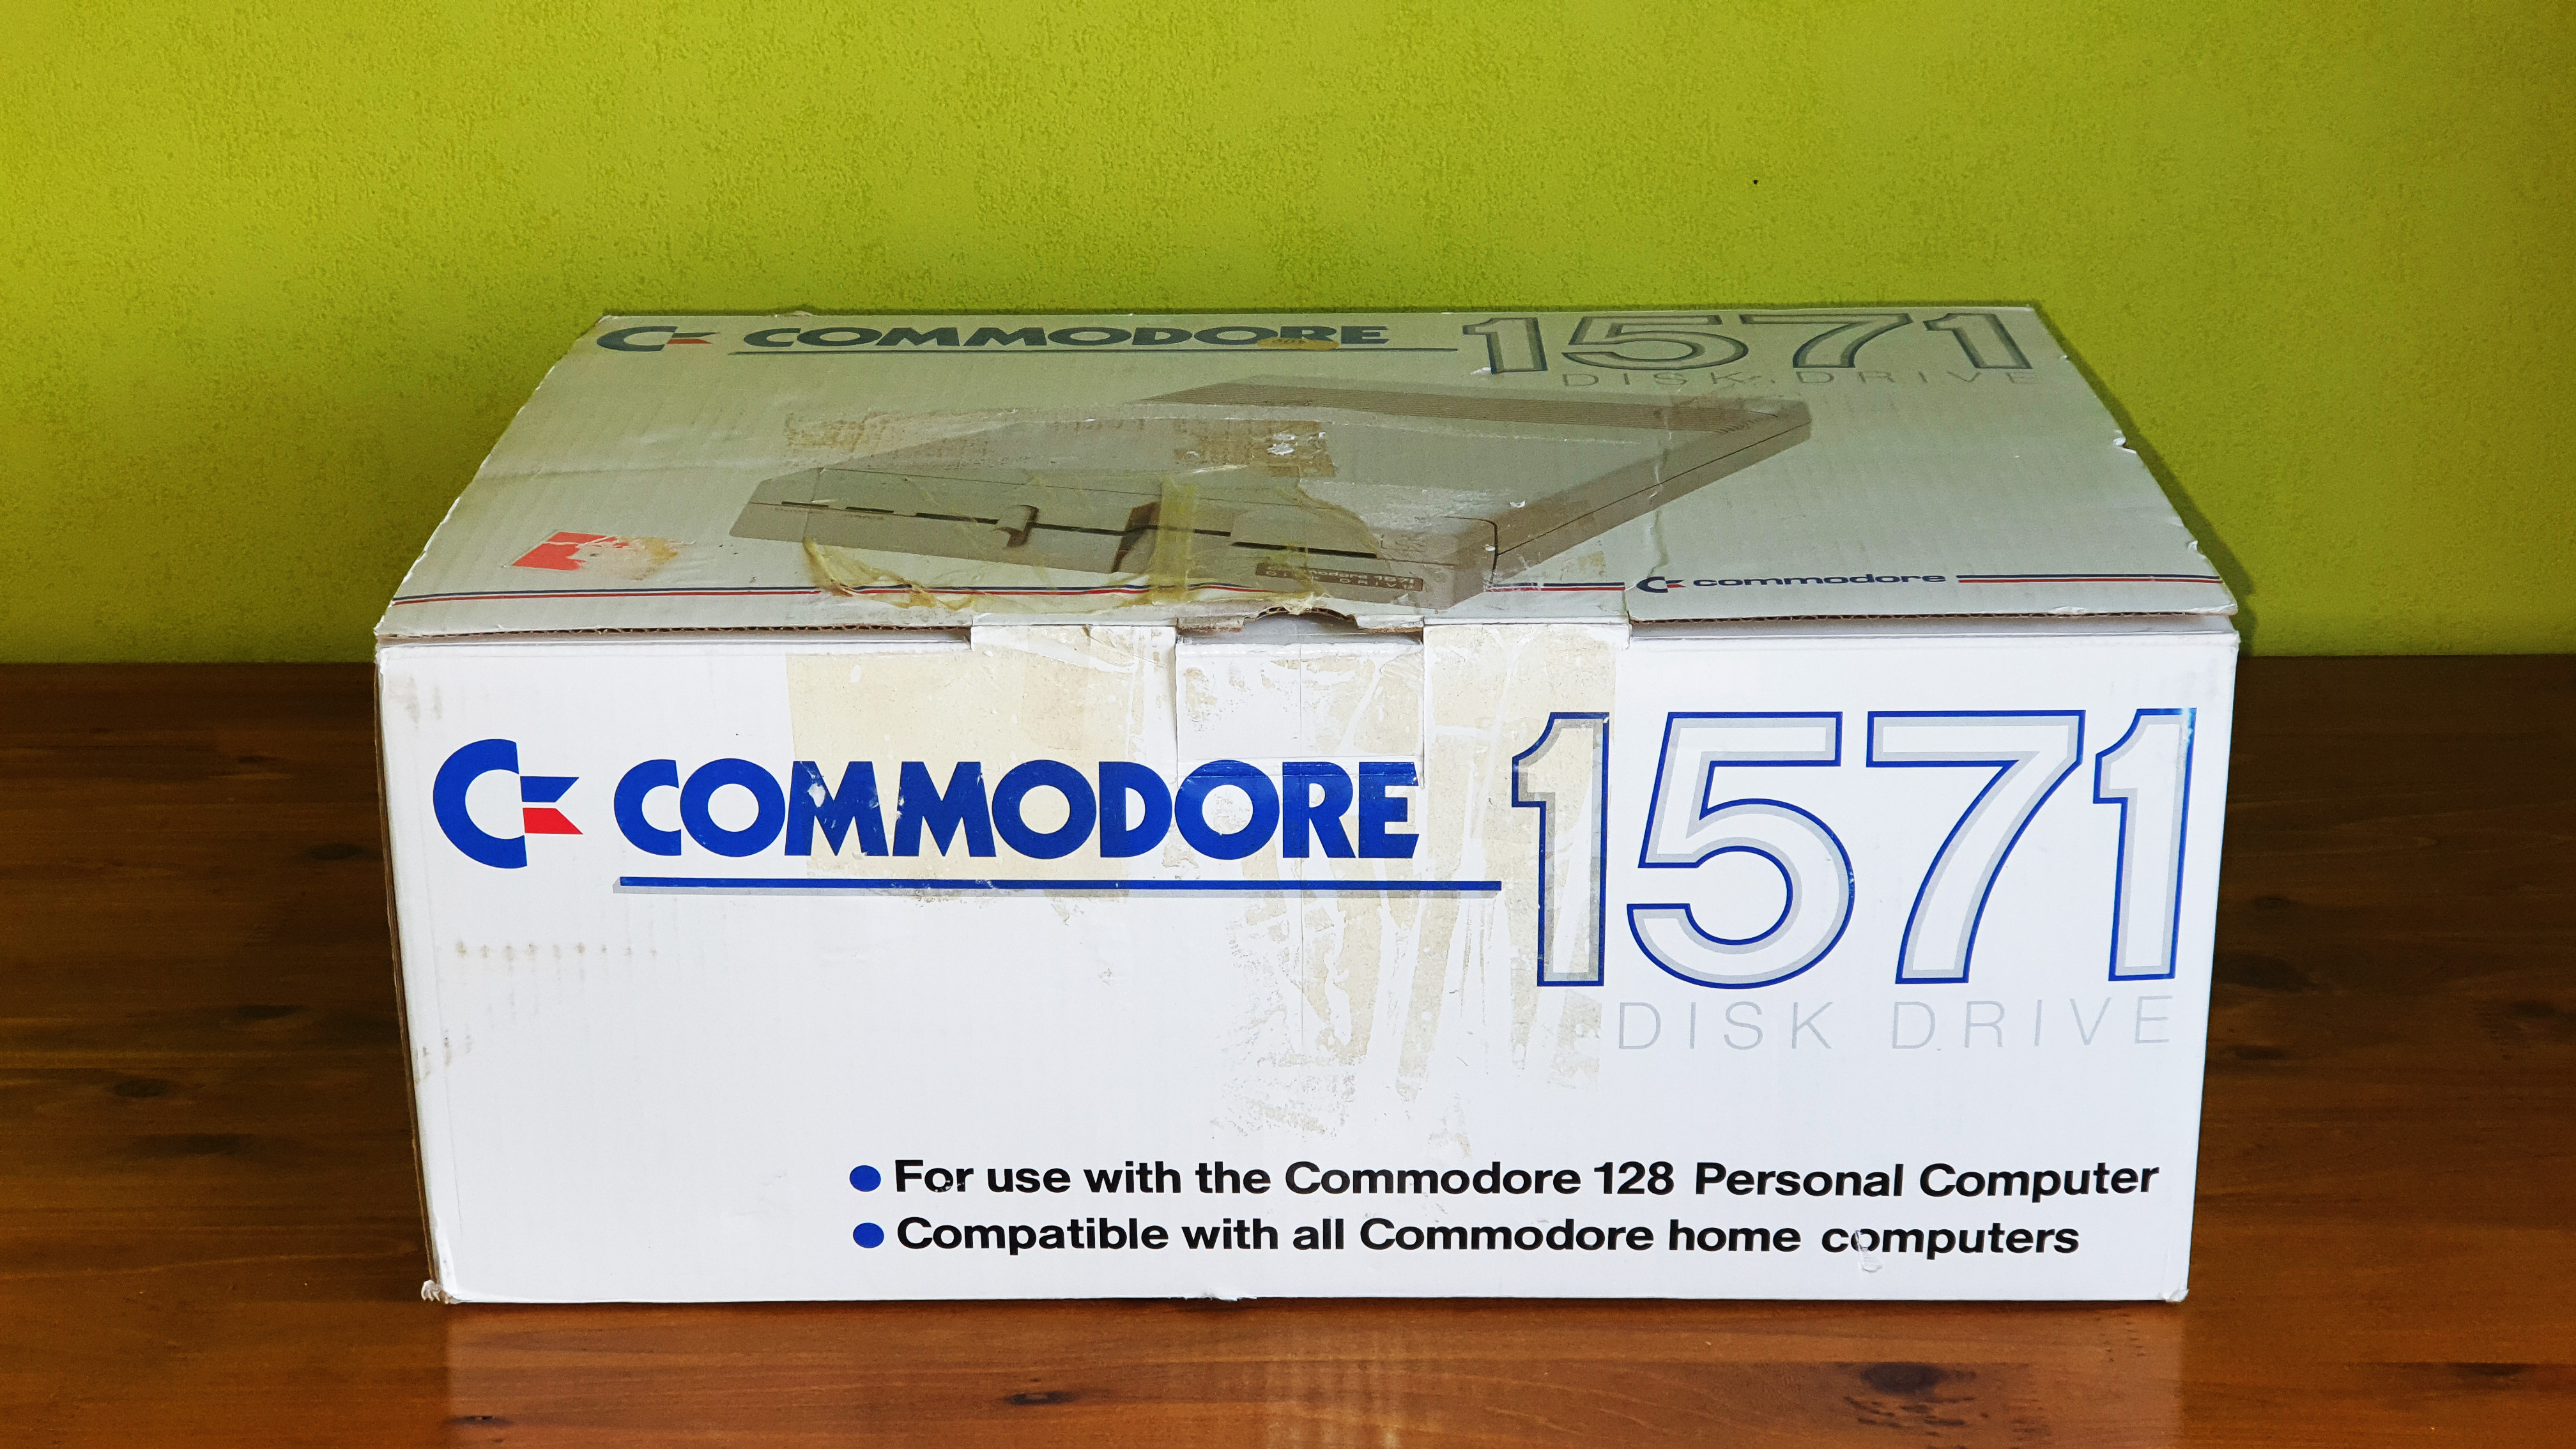 COMMODORE 1571
DISK DRIVE
commodore
COMMODORE 1571
DISK DRIVE
For use with the Commodore 128 Personal Computer
Compatible with all Commodore home computers